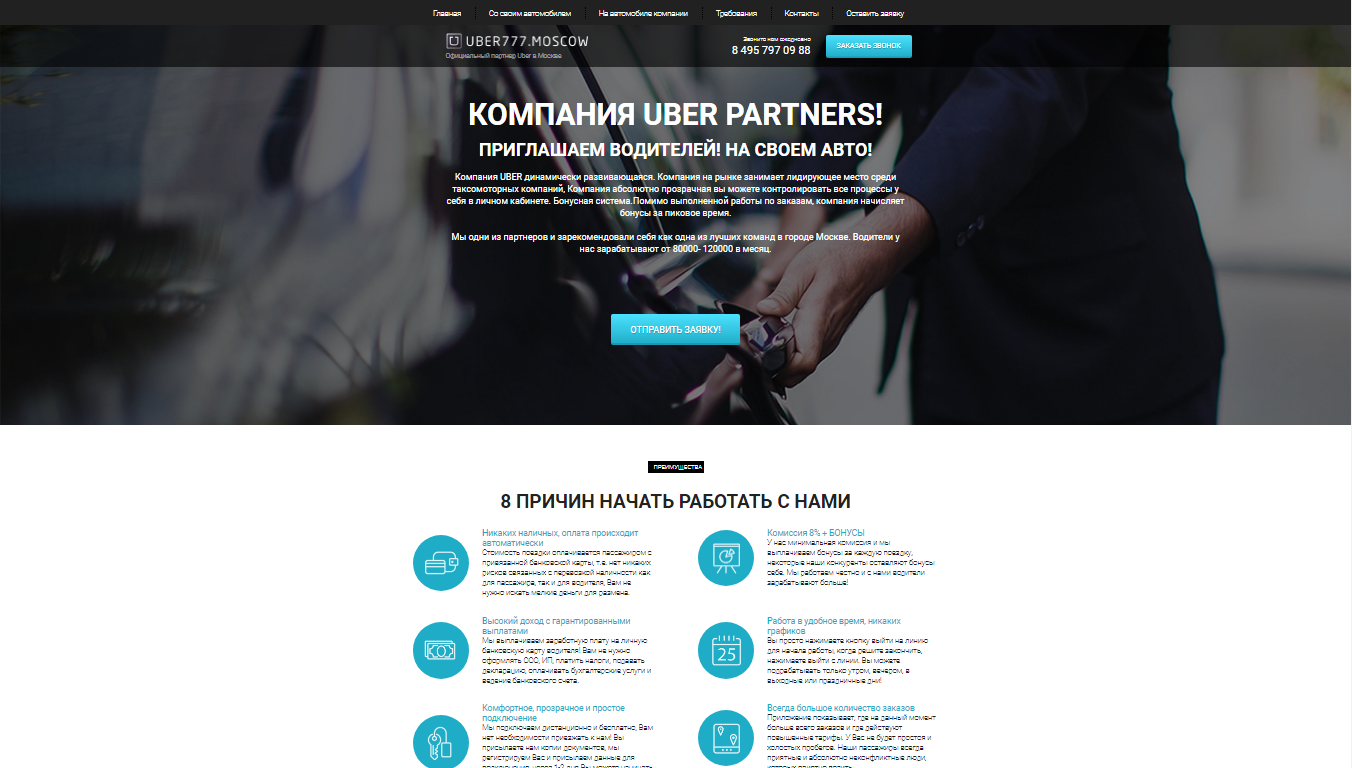 Главная
Со своим автомобилем
На автомобиле компании
Требования
Контакты
Оставить заявку
UBER777.MOSCOW
Официальный партнер Uber в Москве
Звоните нам ежедневно
8 495 797 09 88
ЗАКАЗАТЬ ЗВОНОК
КОМПАНИЯ UBER PARTNERS!
ПРИГЛАШАЕМ ВОДИТЕЛЕЙ! НА СВОЕМ АВТО!
Компания UBER динамически развивающаяся. Компания на рынке занимает лидирующее место среди
таксомоторных компаний, Компания абсолютно прозрачная вы можете контролировать все процессы у
себя в личном кабинете. Бонусная система.Помимо выполненной работы по заказам, компания начисляет
бонусы за пиковое время.
Мы одни из партнеров и зарекомендовали себя как одна из лучших команд в городе Москве. Водители у
нас зарабатывают от 80000- 120000 в месяц.
ОТПРАВИТЬ ЗАЯВКУ!
ПРЕИМУЩЕСТВА
8 ПРИЧИН НАЧАТЬ РАБОТАТЬ С НАМИ
Никаких наличных, оплата происходит
автоматически
Стоимость поездки оплачивается пассажиром с
привязанной банковской карты, т.е. нет никаких
рисков связанных с перевозкой наличности как
для пассажира, так и для водителя, Вам не
нужно искать мелкие деньги для размена.
Комиссия 8% + БОНУСЫ
У нас минимальная комиссия и мы
выплачиваем бонусы за каждую поездку,
некоторые наши конкуренты оставляют бонусы
себе. Мы работаем честно и с нами водители
зарабатывают больше!
Высокий доход с гарантированными
выплатами
Мы выплачиваем заработную плату на личную
банковскую карту водителя! Вам не нужно
оформлять ООО, ИП, платить налоги, подавать
декларацию, оплачивать бухгалтерские услуги и
ведение банковского счета.
25
Работа в удобное время, никаких
графиков
Вы просто нажимаете кнопку выйти на линию
для начала работы, когда решите закончить,
нажимаете выйти с линии. Вы можете
подрабатывать только утром, вечером, в
выходные или праздничные дни!
Комфортное, прозрачное и простое
подключение
Мы подключаем дистанционно и бесплатно, Вам
нет необходимости приезжать к нам! Вы
присылаете нам копии документов, мы
регистрируем Вас и присылаем данные для
Всегда большое количество заказов
Приложение показывает, где на данный момент
больше всего заказов и где действуют
повышенные тарифы. У Вас не будет простоя и
холостых пробегов. Наши пассажиры всегда
приятные и абсолютно неконфликтные люди,